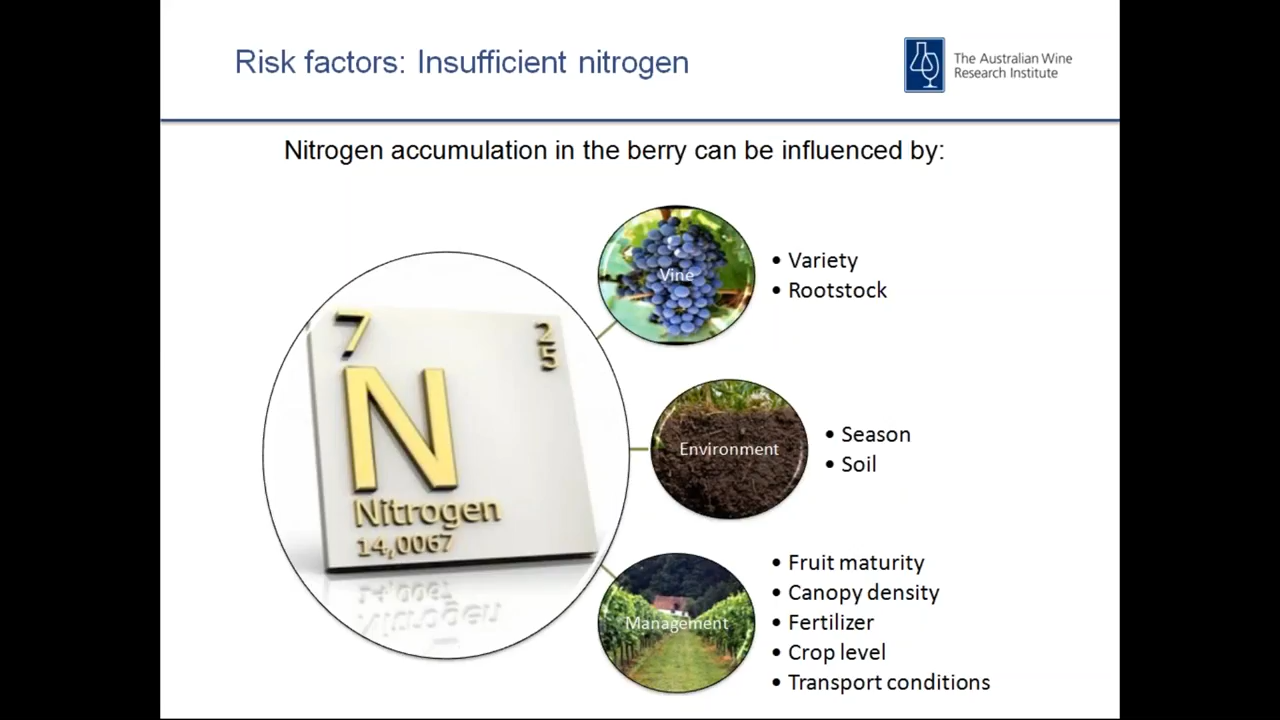 Risk factors: Insufficient nitrogen
The Australian Wine
Research Institute
Nitrogen accumulation in the berry can be influenced by:
7
2
5
N
Nitrogen
14,0067
Vine
• Variety
• Rootstock
Environment
• Season
• Soil
Management
• Fruit maturity
• Canopy density
• Fertilizer
• Crop level
• Transport conditions